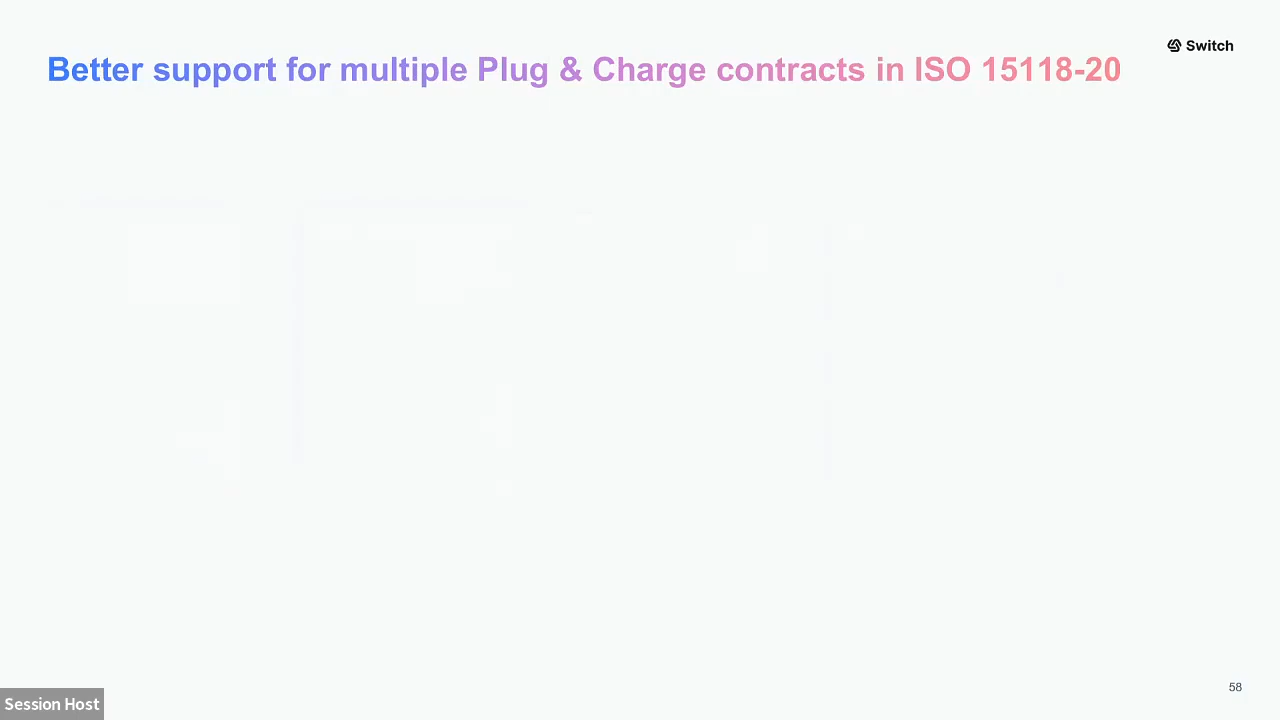 Switch
Better support for multiple Plug & Charge contracts in ISO 15118-20
58
Session Host